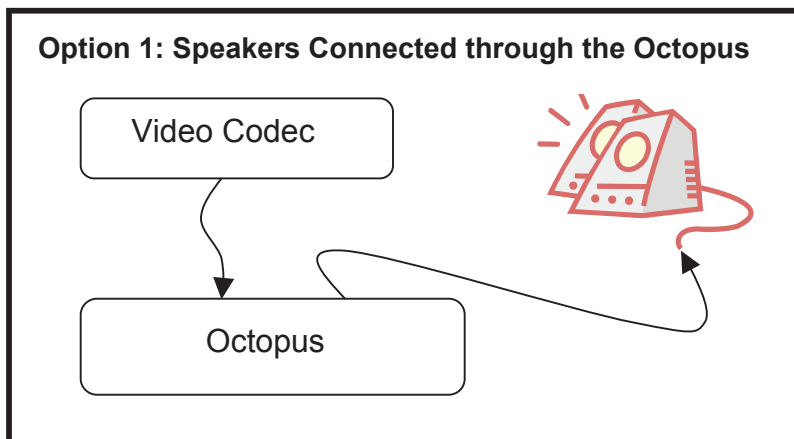 Option 1: Speakers Connected through the Octopus
Video Codec
Octopus